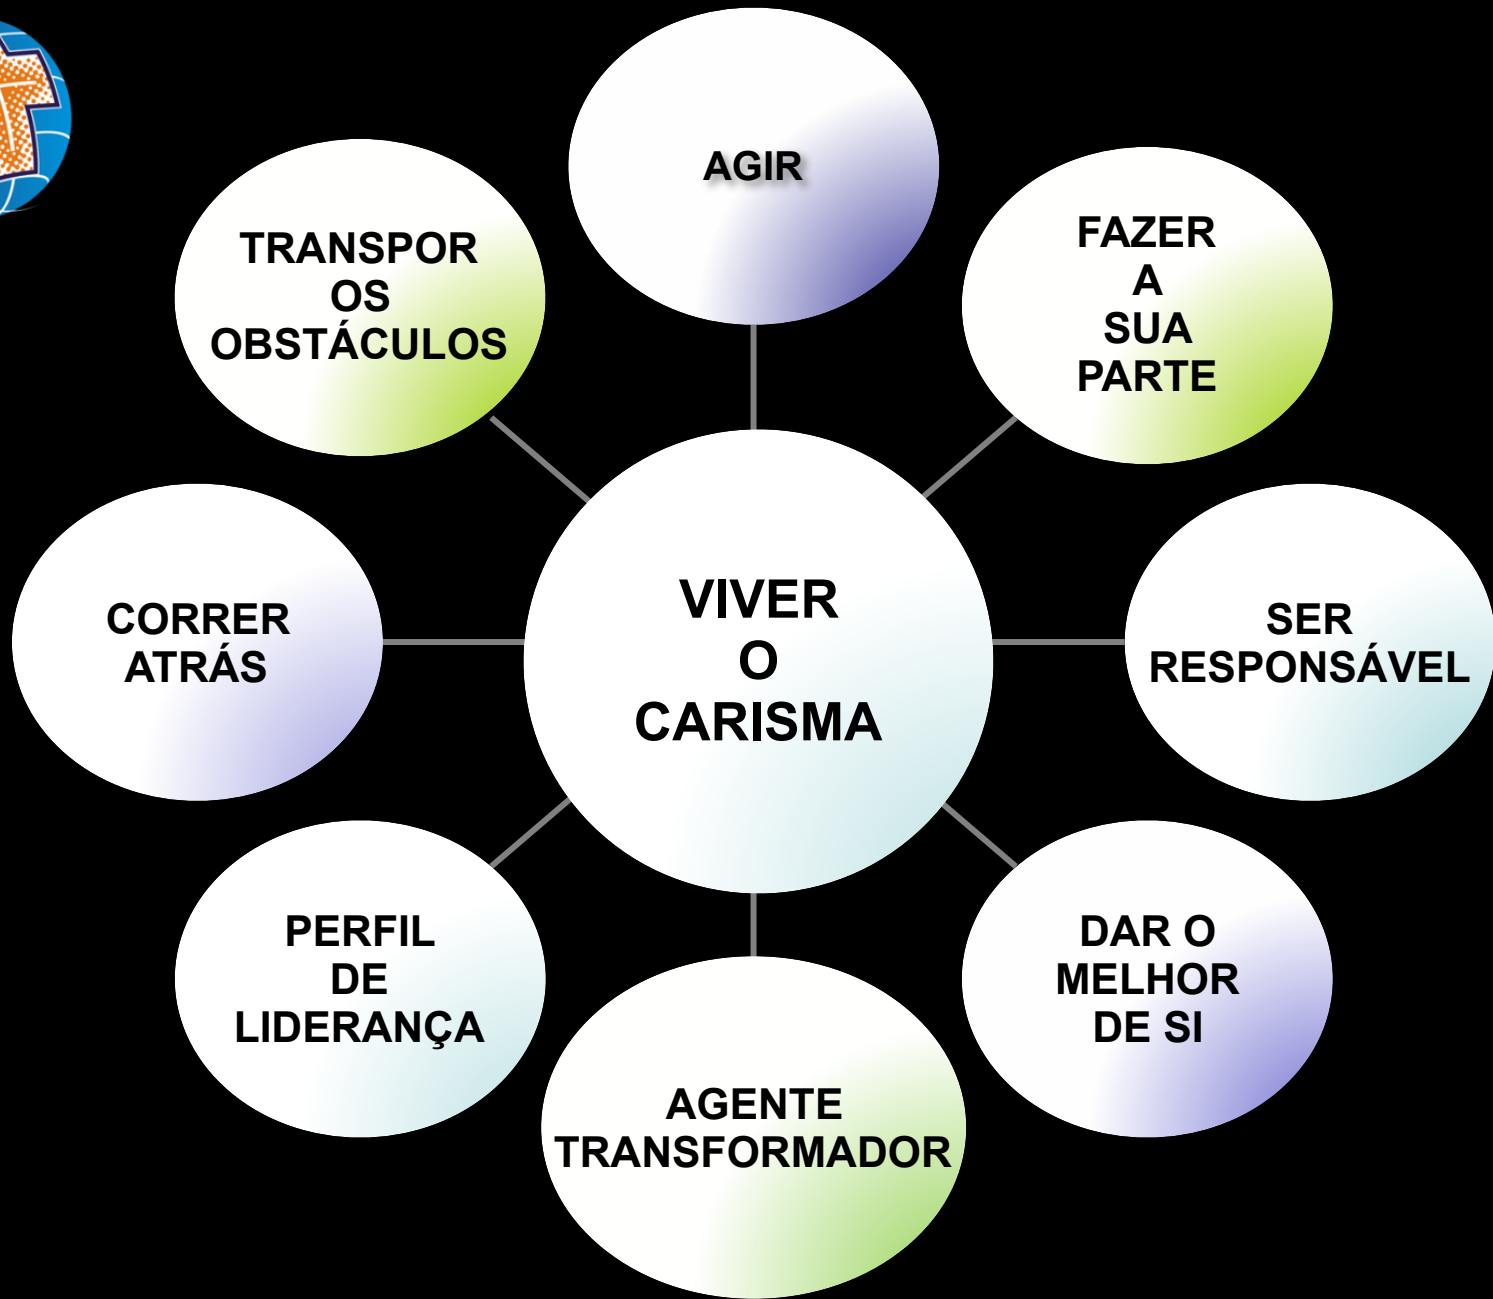 AGIR
FAZER
A
SUA
PARTE
SER
RESPONSÁVEL
DAR O
MELHOR
DE SI
AGENTE
TRANSFORMADOR
PERFIL
DE
LIDERANÇA
CORRER
ATRÁS
TRANSPOR
OS
OBSTÁCULOS
VIVER
O
CARISMA